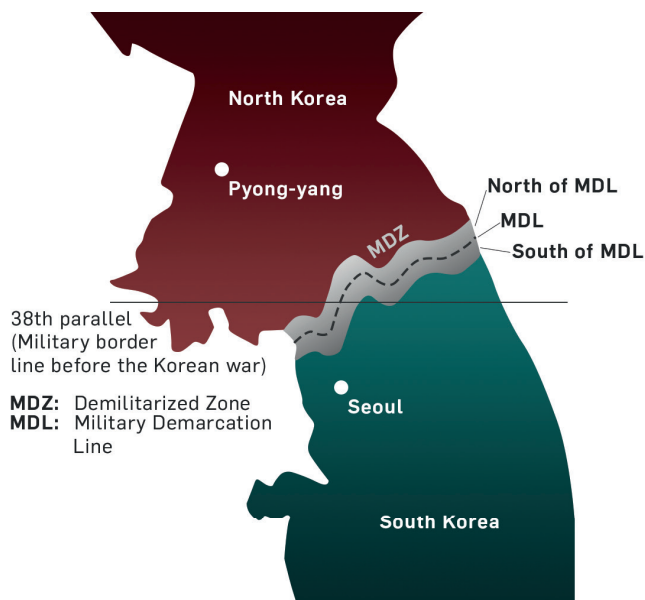 North Korea
Pyong-yang
North of MDL
MDL
South of MDL
MDZ
38th parallel
(Military border
line before the Korean war)
MDZ: Demilitarized Zone
MDL: Military Demarcation
Line
Seoul
South Korea